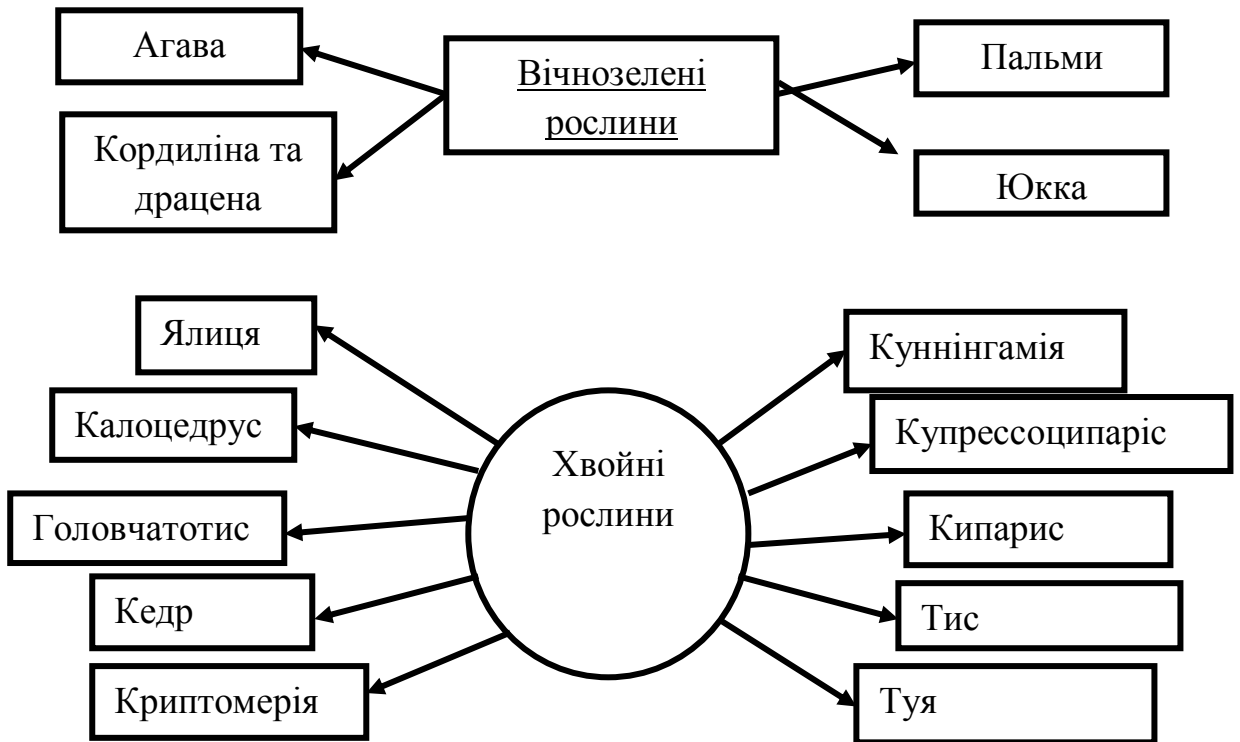 Агава
Вічнозелені
рослини
Пальми
Кордиліна та
драцена
Юкка
Ялиця
Куннінгамія
Калоцедрус
Купрессоципаріс
Хвойні
рослини
Головчатотис
Кипарис
Кедр
Тис
Криптомерія
Туя